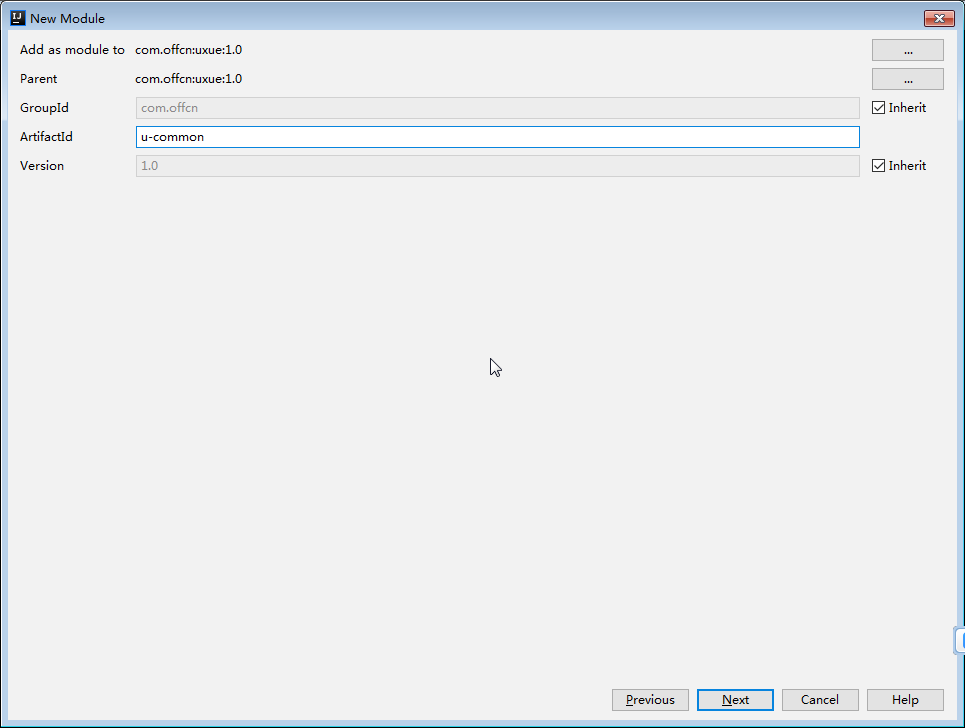 New Module
Add as module to com.offcn:uxue:1.0 ...
Parent com.offcn:uxue:1.0 ...
GroupId com.offcn Inherit
ArtifactId u-common
Version 1.0 Inherit
Previous Next Cancel Help